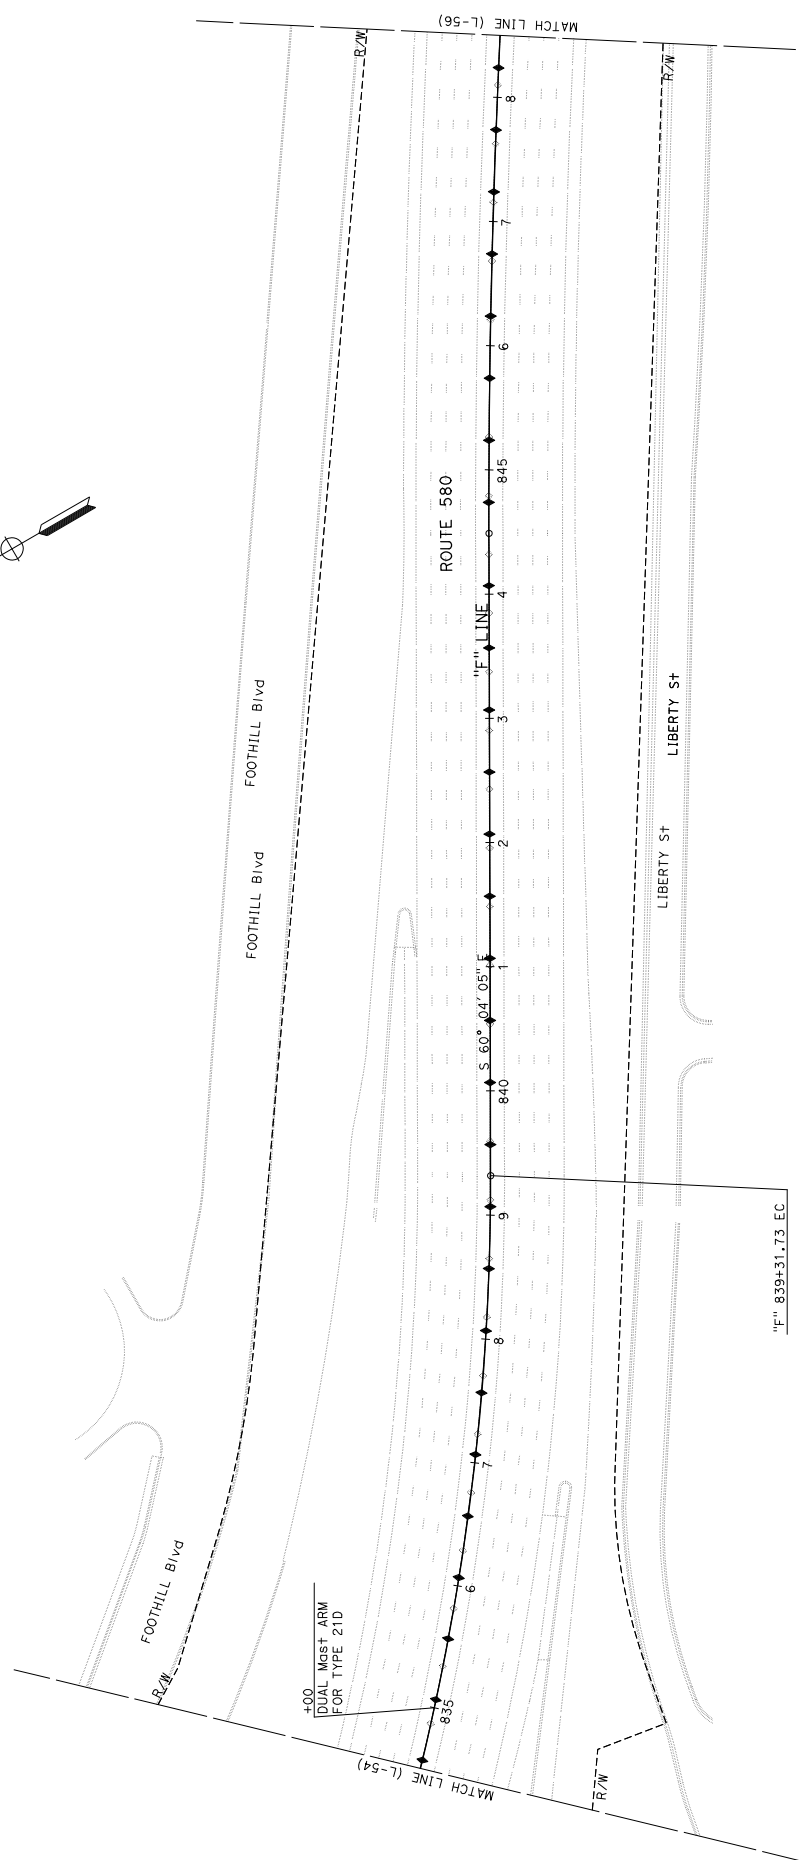 MATCH LINE (L-56)
R/W
R/W
8
7
6
845
ROUTE 580
4
"F" LINE
3
FOOTHILL Blvd
LIBERTY St
2
FOOTHILL Blvd
LIBERTY St
1
S 60° 04' 05" E
840
9
"F" 839+31.73 EC
8
7
6
FOOTHILL Blvd
+00
DUAL Mast ARM
FOR TYPE 21D
835
R/W
R/W
MATCH LINE (L-54)